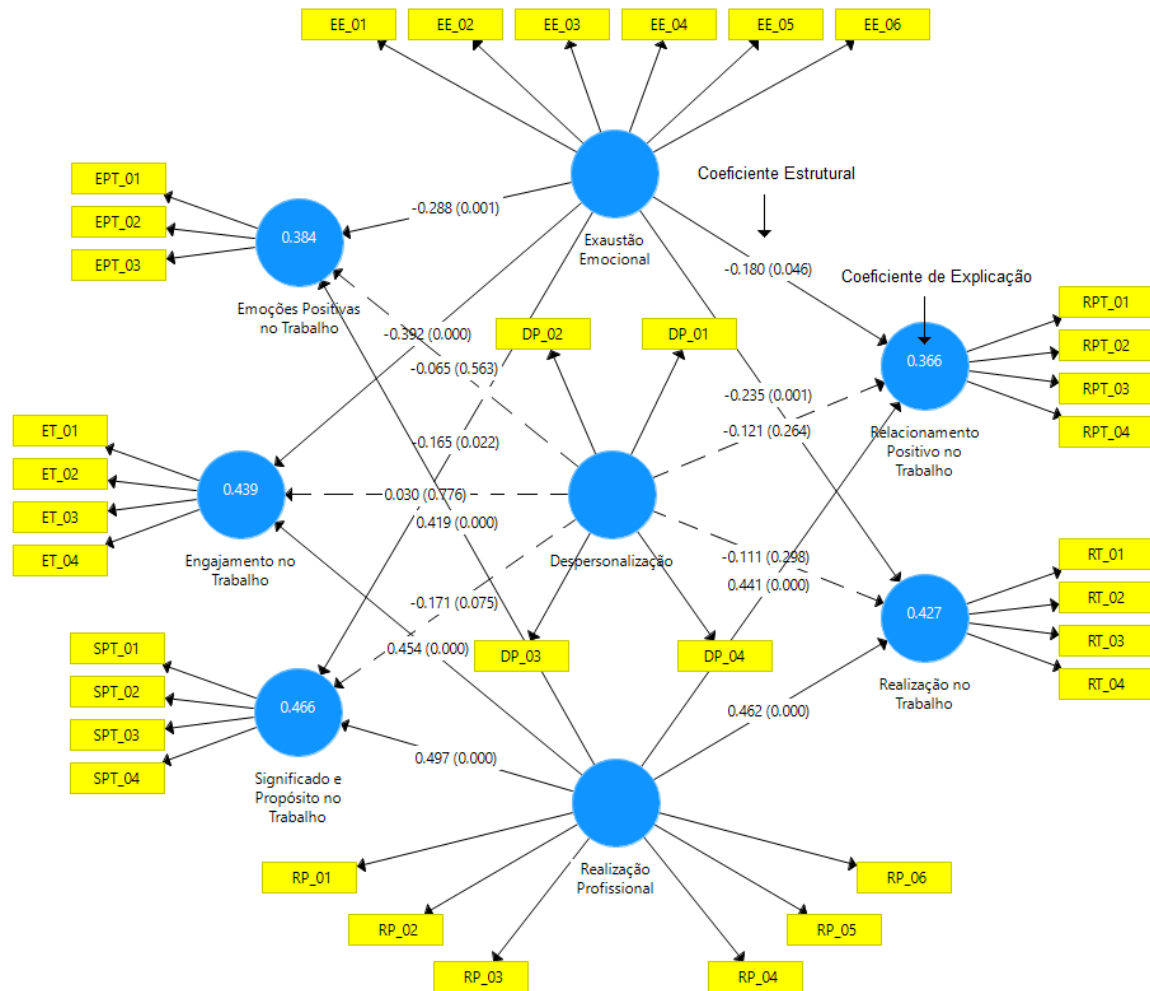 EE_01
EE_02
EE_03
EE_04
EE_05
EE_06
Coeficiente Estrutural
EPT_01
EPT_02
EPT_03
-0.288 (0.001)
0.384
Emoções Positivas
no Trabalho
Exaustão
Emocional
-0.180 (0.046)
Coeficiente de Explicação
RPT_01
RPT_02
RPT_03
RPT_04
0.366
Relacionamento
Positivo no
Trabalho
DP_02
DP_01
-0.392 (0.000)
-0.065 (0.563)
-0.235 (0.001)
-0.121 (0.264)
-0.165 (0.022)
ET_01
ET_02
ET_03
ET_04
0.439
Engajamento no
Trabalho
0.030 (0.776)
0.419 (0.000)
Despersonalização
-0.111 (0.298)
0.441 (0.000)
RT_01
RT_02
RT_03
RT_04
0.427
Realização no
Trabalho
-0.171 (0.075)
0.454 (0.000)
DP_03
DP_04
SPT_01
SPT_02
SPT_03
SPT_04
0.466
Significado e
Propósito no
Trabalho
0.497 (0.000)
0.462 (0.000)
Realização
Profissional
RP_01
RP_02
RP_03
RP_04
RP_05
RP_06